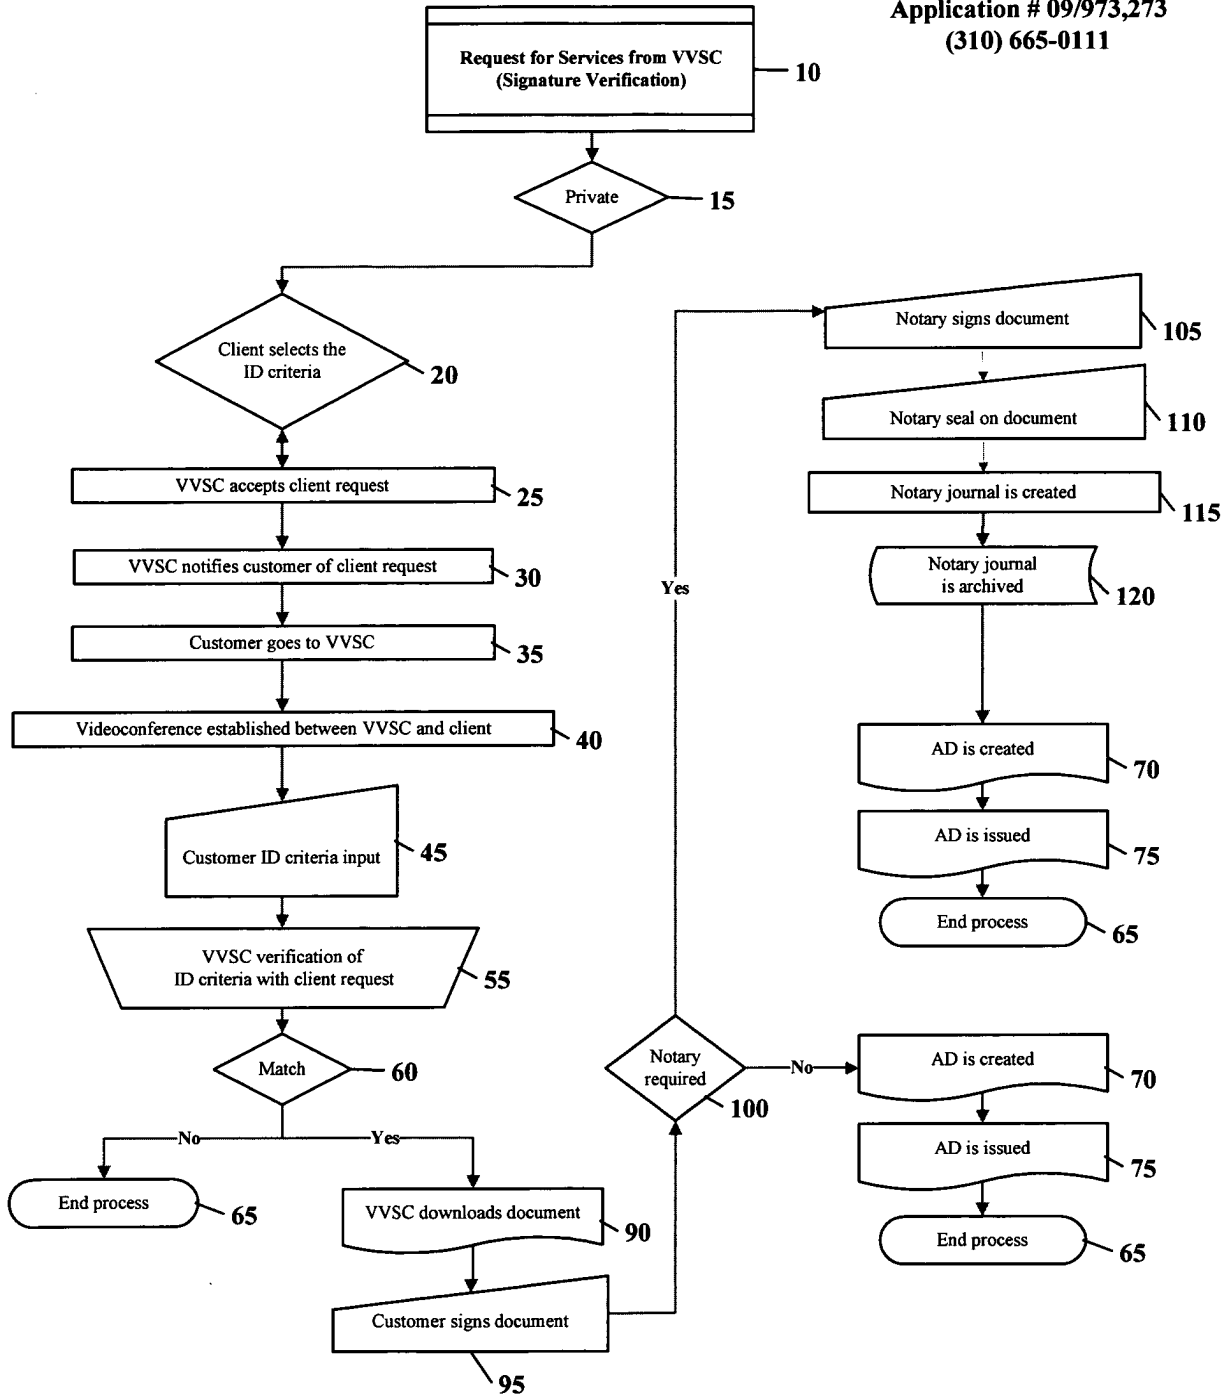 Application # 09/973,273
(310) 665-0111
Request for Services from VVSC
(Signature Verification)
10
Private
15
Client selects the
ID criteria
20
VVSC accepts client request
25
VVSC notifies customer of client request
30
Customer goes to VVSC
35
Videoconference established between VVSC and client
40
Customer ID criteria input
45
VVSC verification of
ID criteria with client request
55
Match
60
No
Yes
End process
65
VVSC downloads document
90
Customer signs document
95
Notary
required
100
Yes
Notary signs document
105
Notary seal on document
110
Notary journal is created
115
Notary journal
is archived
120
AD is created
70
AD is issued
75
End process
65
No
AD is created
70
AD is issued
75
End process
65